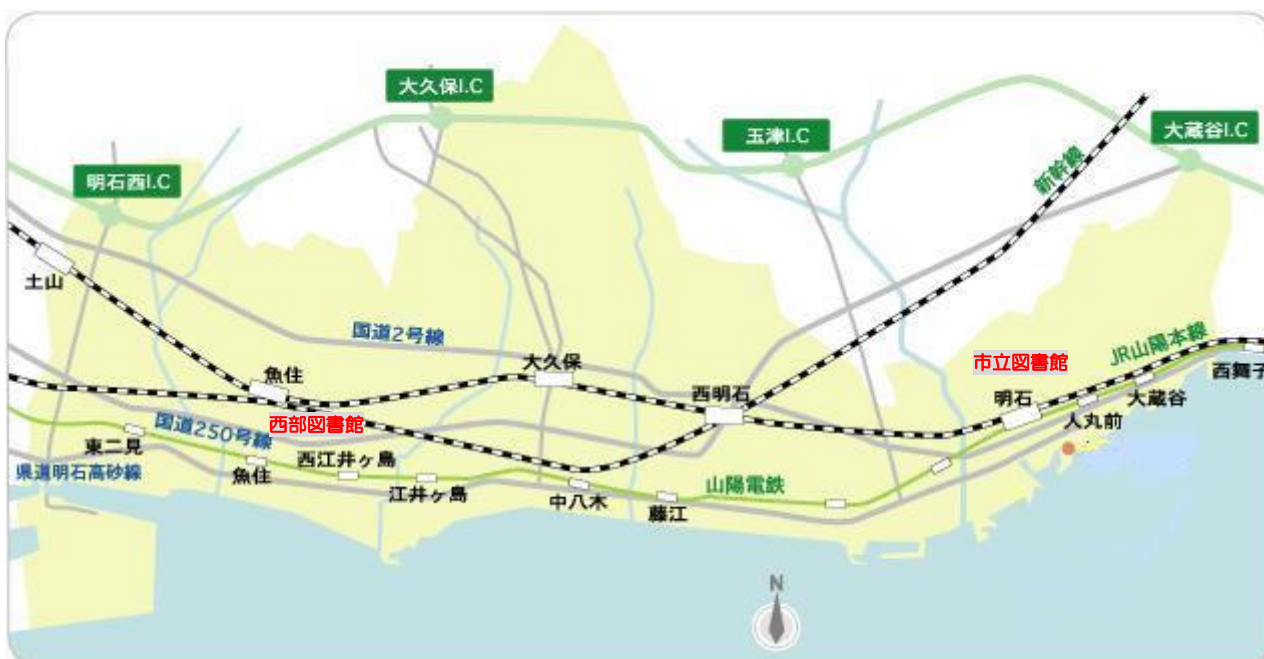 大久保I.C
玉津I.C
大蔵谷I.C
明石西I.C
新幹線
土山
国道2号線
大久保
魚住
西明石
市立図書館
JR山陽本線
西舞子
明石
大蔵谷
人丸前
西部図書館
国道250号線
東二見
県道明石高砂線
魚住
西江井ヶ島
江井ヶ島
中八木
藤江
山陽電鉄
N